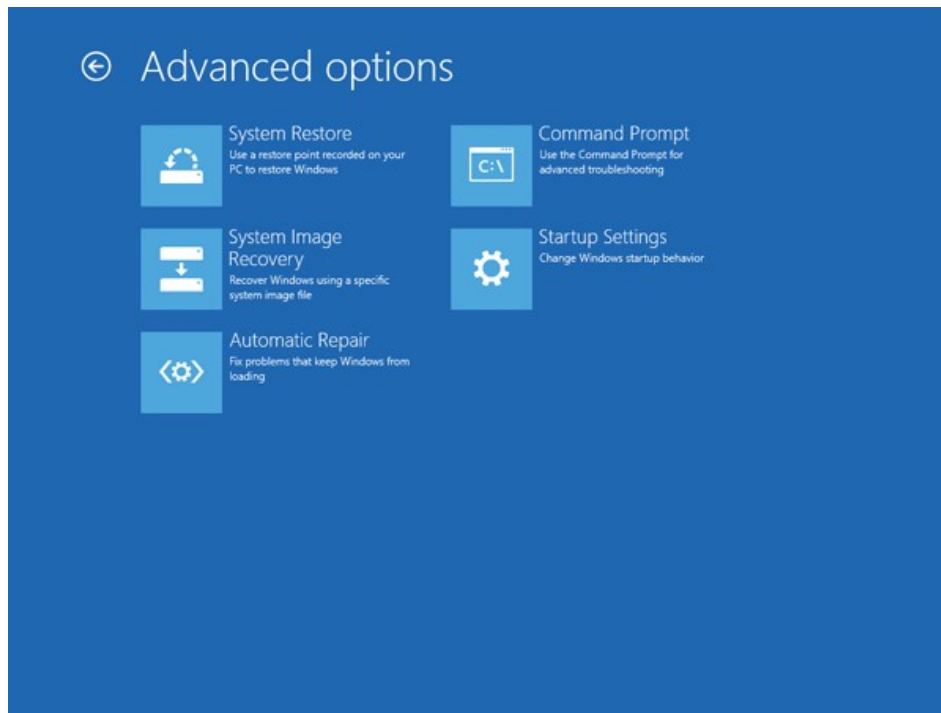 Advanced options
System Restore
Use a restore point recorded on your
PC to restore Windows
System Image
Recovery
Recover Windows using a specific
system image file
Automatic Repair
Fix problems that keep Windows from
loading
Command Prompt
C:\
Use the Command Prompt for
advanced troubleshooting
Startup Settings
Change Windows startup behavior